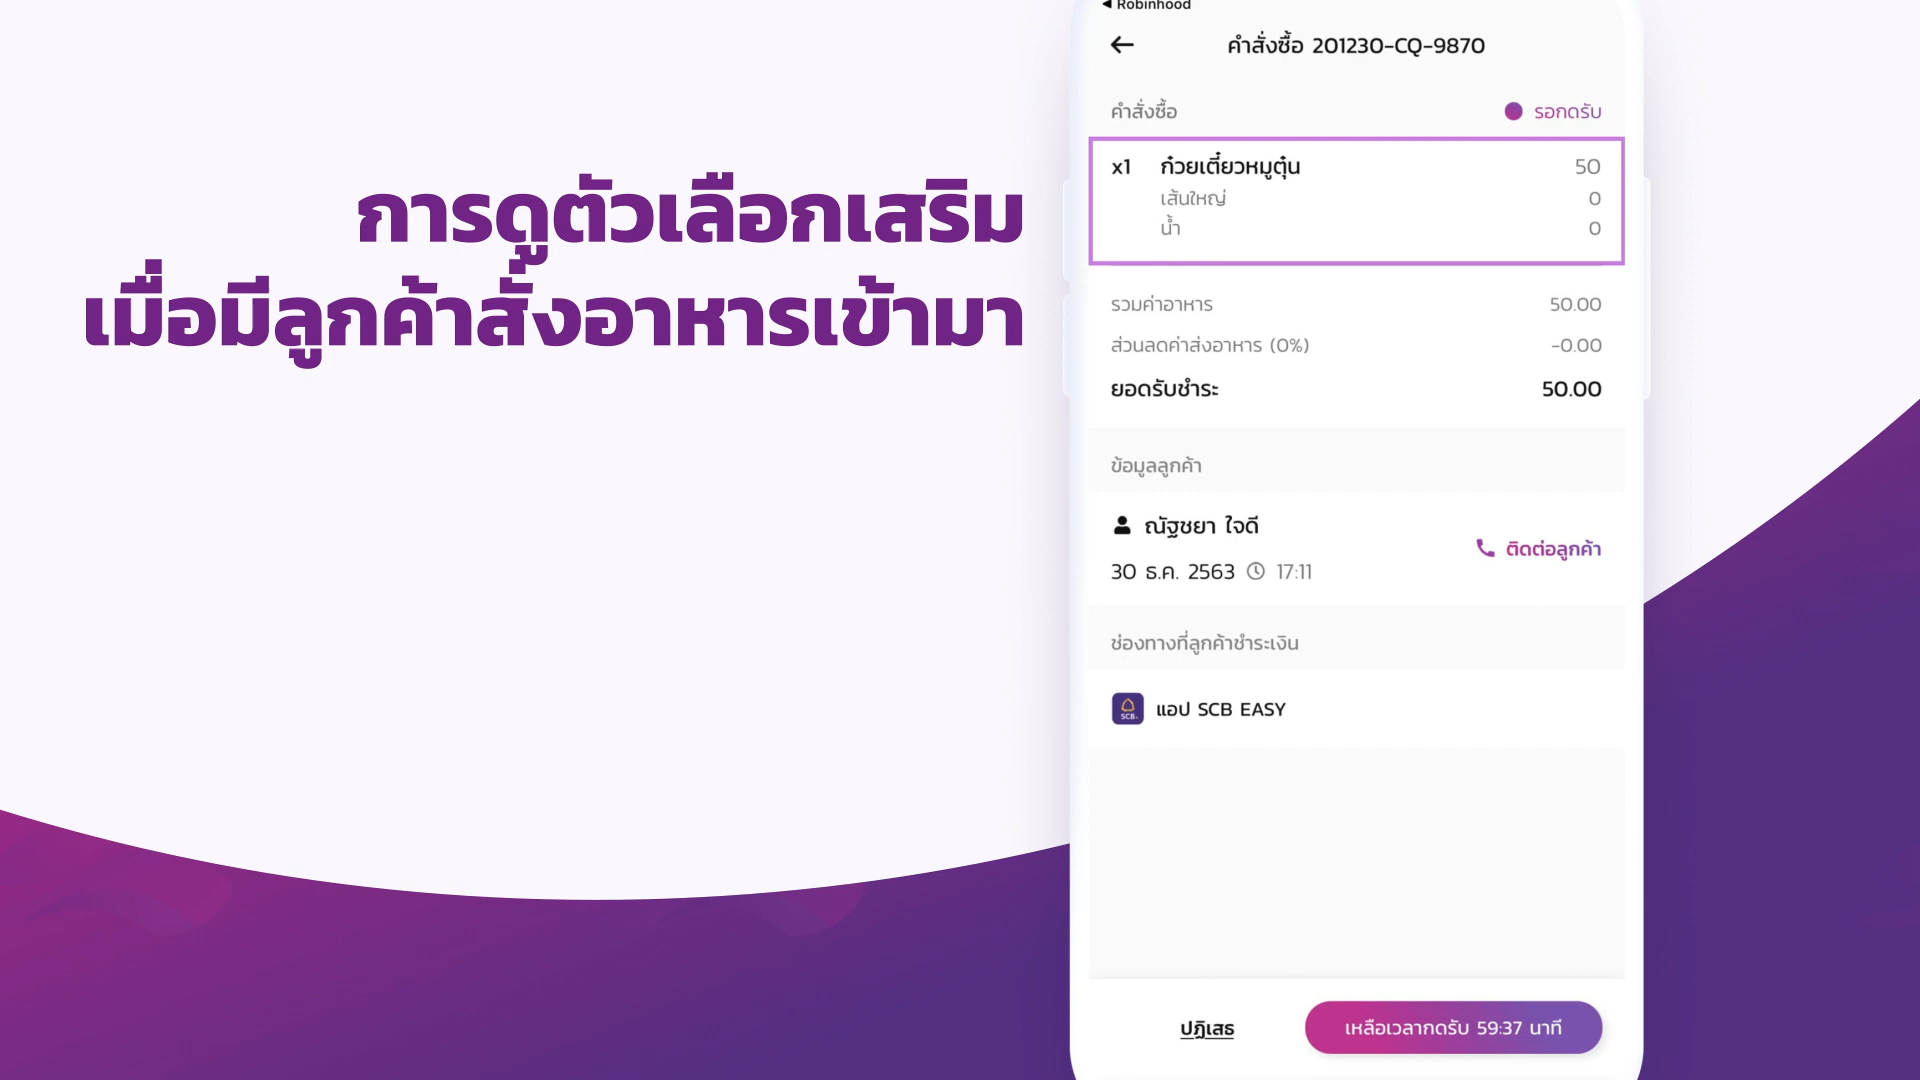 การดูตัวเลือกเสริม
เมื่อมีลูกค้าสั่งอาหารเข้ามา
◀ Robinhood
คำสั่งซื้อ 201230-CQ-9870
คำสั่งซื้อ รอกดรับ
x1 ก๋วยเตี๋ยวหมูตุ๋น 50
เส้นใหญ่ 0
น้ำ 0
รวมค่าอาหาร 50.00
ส่วนลดค่าส่งอาหาร (0%) -0.00
ยอดรับชำระ 50.00
ข้อมูลลูกค้า
ณัฐชยา ใจดี
ติดต่อลูกค้า
30 ธ.ค. 2563 17:11
ช่องทางที่ลูกค้าชำระเงิน
SCB
แอป SCB EASY
ปฏิเสธ เหลือเวลากดรับ 59:37 นาที